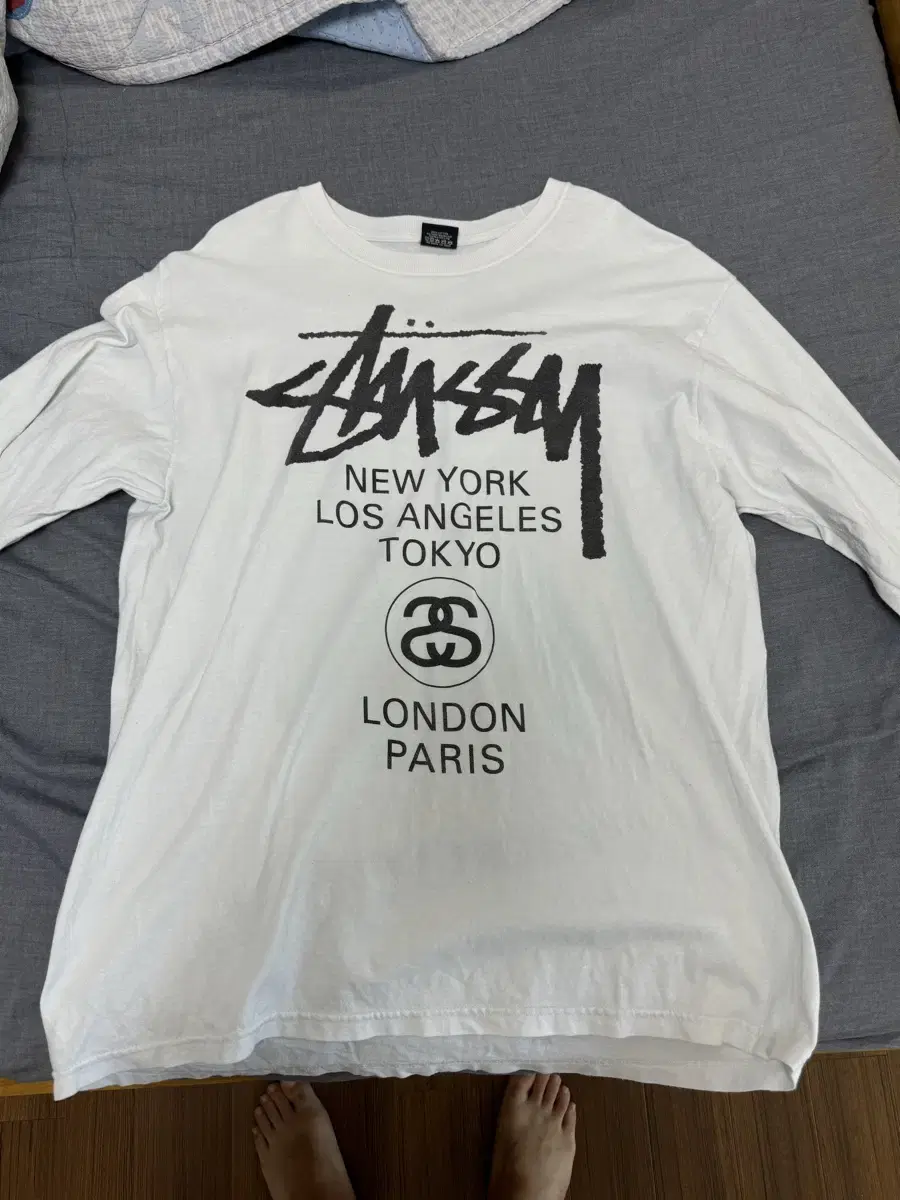 STÜSSY
NEW YORK
LOS ANGELES
TOKYO
LONDON
PARIS